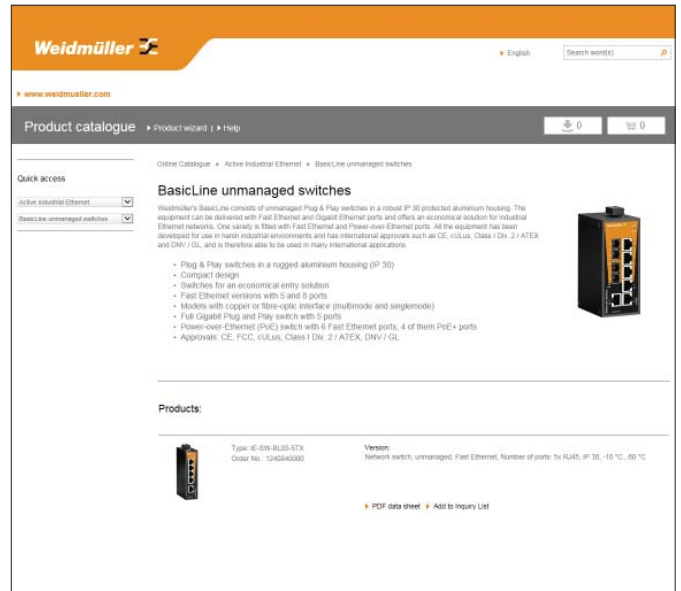 Weidmüller
English
Search word(s)
www.weidmueller.com
Product catalogue
Product wizard | Help
0
0
Online Catalogue Active Industrial Ethernet BasicLine unmanaged switches
Quick access
Active Industrial Ethernet
BasicLine unmanaged switches
BasicLine unmanaged switches
Weidmüller's BasicLine consists of unmanaged Plug & Play switches in a robust IP 30 protected aluminium housing. The
equipment can be delivered with Fast Ethernet and Gigabit Ethernet ports and offers an economical solution for industrial
Ethernet networks. One variety is fitted with Fast Ethernet and Power-over-Ethernet ports. All the equipment has been
developed for use in harsh industrial environments and has international approvals such as CE, cULus, Class I Div. 2 / ATEX
and DNV / GL, and is therefore able to be used in many international applications.
• Plug & Play switches in a rugged aluminium housing (IP 30)
• Compact design
• Switches for an economical entry solution
• Fast Ethernet versions with 5 and 8 ports
• Models with copper or fibre-optic interface (multimode and singlemode)
• Full Gigabit Plug and Play switch with 5 ports
• Power-over-Ethernet (PoE) switch with 6 Fast Ethernet ports, 4 of them PoE+ ports
• Approvals: CE, FCC, cULus, Class I Div. 2 / ATEX, DNV / GL
Products:
Type: IE-SW-BL05-5TX
Order No.: 1240840000
Version:
Network switch, unmanaged, Fast Ethernet, Number of ports: 5x RJ45, IP 30, -10 °C...60 °C
PDF data sheet Add to Inquiry List